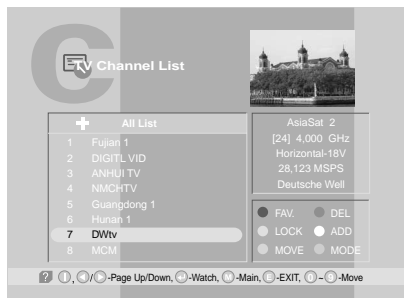 C
TV Channel List
All List
1 Fujian 1
2 DIGITL VID
3 ANHUI TV
4 NMCHTV
5 Guangdong 1
6 Hunan 1
7 DWtv
8 MCM
AsiaSat 2
[24] 4,000 GHz
Horizontal-18V
28,123 MSPS
Deutsche Well
FAV. DEL
LOCK ADD
MOVE MODE
? , / -Page Up/Down, -Watch, M -Main, E -EXIT, 0 ~ 9 -Move